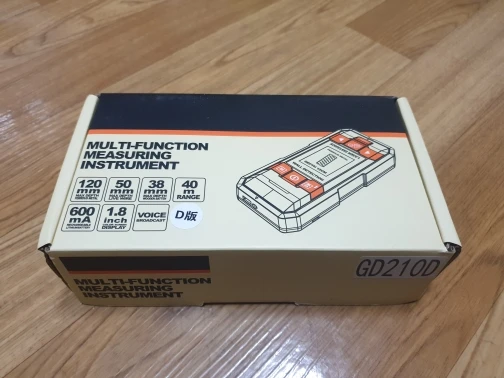 MULTI-FUNCTION
MEASURING
INSTRUMENT
120 mm
50 mm
38 mm
40 m RANGE
600 mA
1.8 inch DISPLAY
VOICE BROADCAST
D版
MULTI-FUNCTION
MEASURING
INSTRUMENT
GD210D